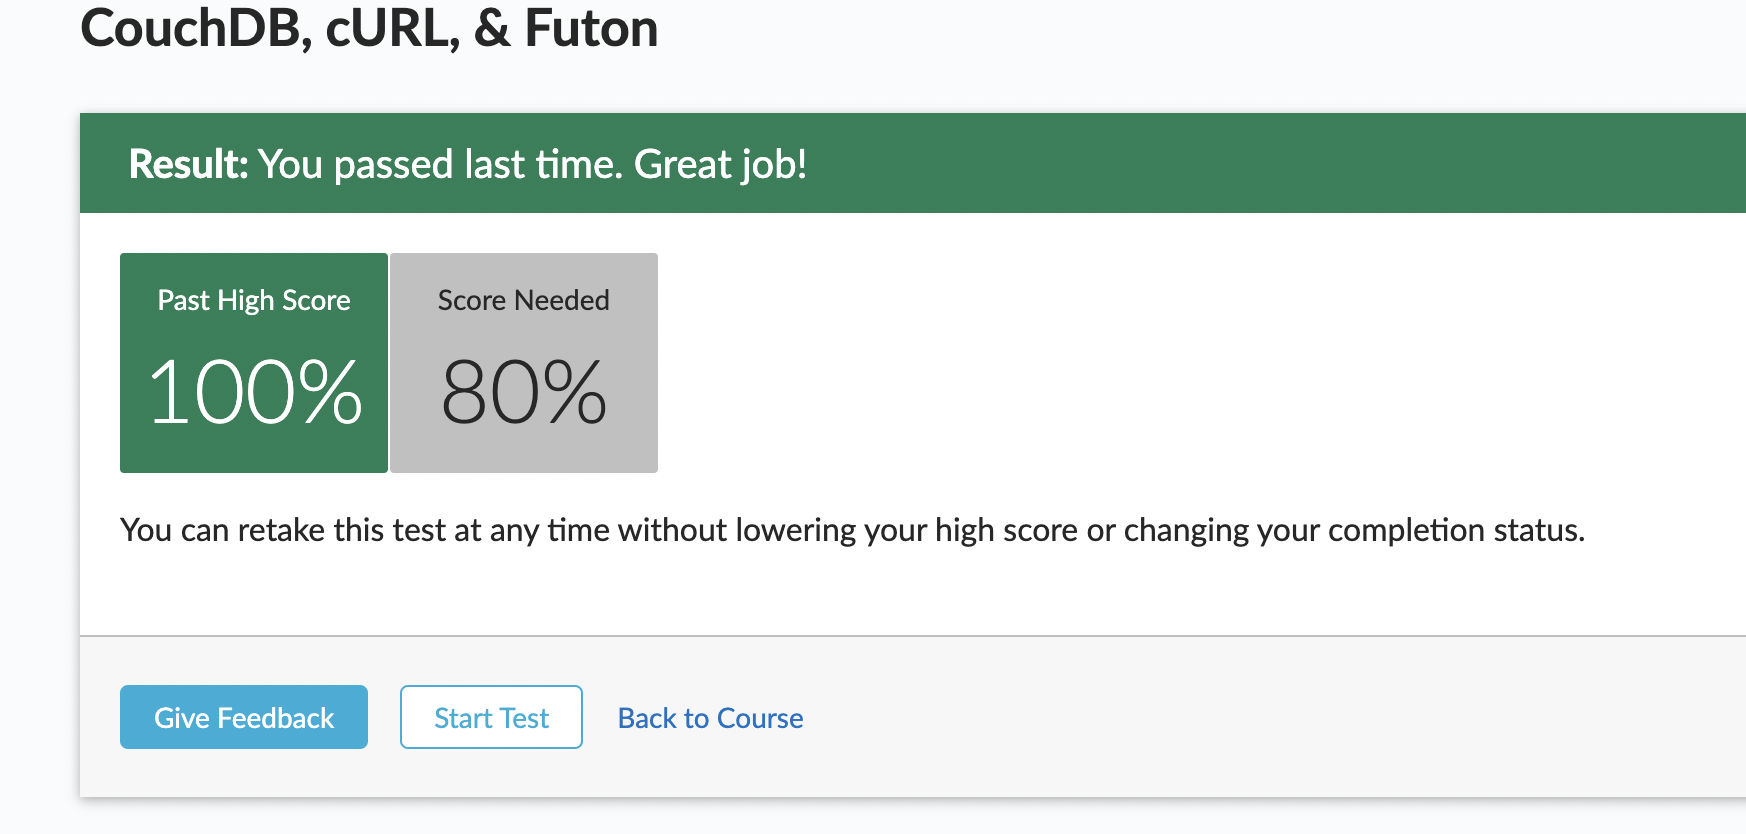 CouchDB, cURL, & Futon
Result: You passed last time. Great job!
Past High Score
100%
Score Needed
80%
You can retake this test at any time without lowering your high score or changing your completion status.
Give Feedback
Start Test
Back to Course